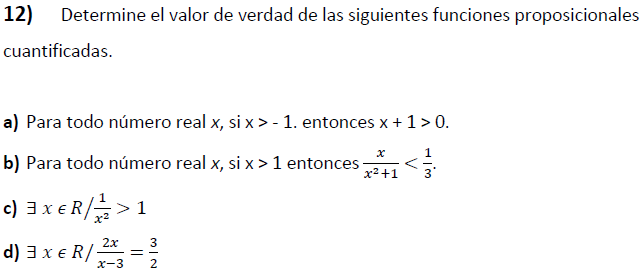 12) Determine el valor de verdad de las siguientes funciones proposicionales
cuantificadas.
a) Para todo número real x, si x > - 1. entonces x + 1 > 0.
b) Para todo número real x, si x > 1 entonces x/(x²+1) < 1/3.
c) ∃ x ϵ R/ 1/x² > 1
d) ∃ x ϵ R/ 2x/(x−3) = 3/2